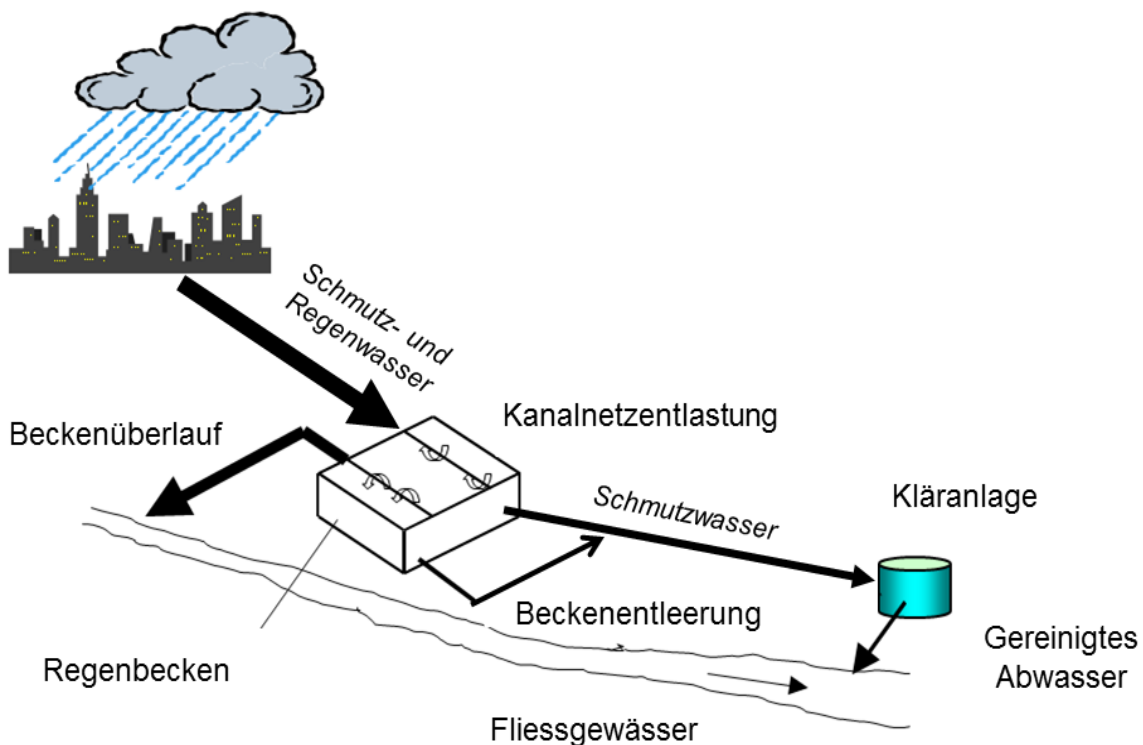 Schmutz- und
Regenwasser
Kanalnetzentlastung
Beckenüberlauf
Kläranlage
Schmutzwasser
Beckenentleerung
Gereinigtes
Abwasser
Regenbecken
Fliessgewässer